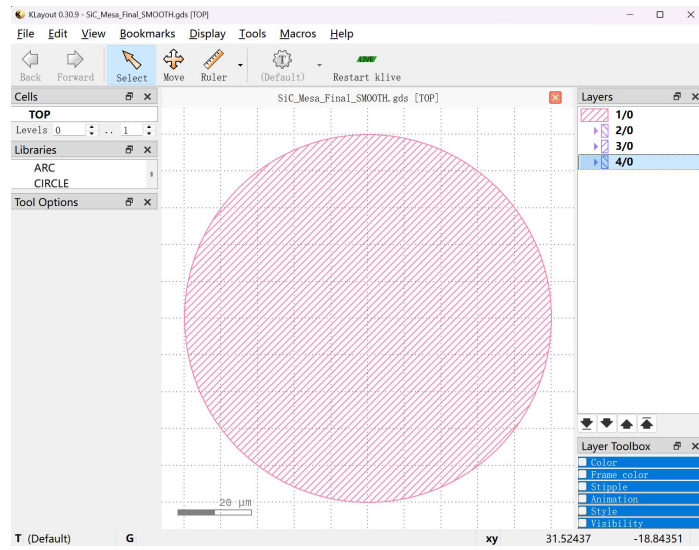 KLayout 0.30.9 - SiC_Mesa_Final_SMOOTH.gds [TOP]
File Edit View Bookmarks Display Tools Macros Help
Back Forward Select Move Ruler (Default) Restart klive
LIVE
Cells
TOP
Levels 0 .. 1
Libraries
ARC
CIRCLE
Tool Options
SiC_Mesa_Final_SMOOTH.gds [TOP]
20 μm
Layers
1/0
2/0
3/0
4/0
Layer Toolbox
Color
Frame color
Stipple
Animation
Style
Visibility
T (Default) G xy 31.52437 -18.84351